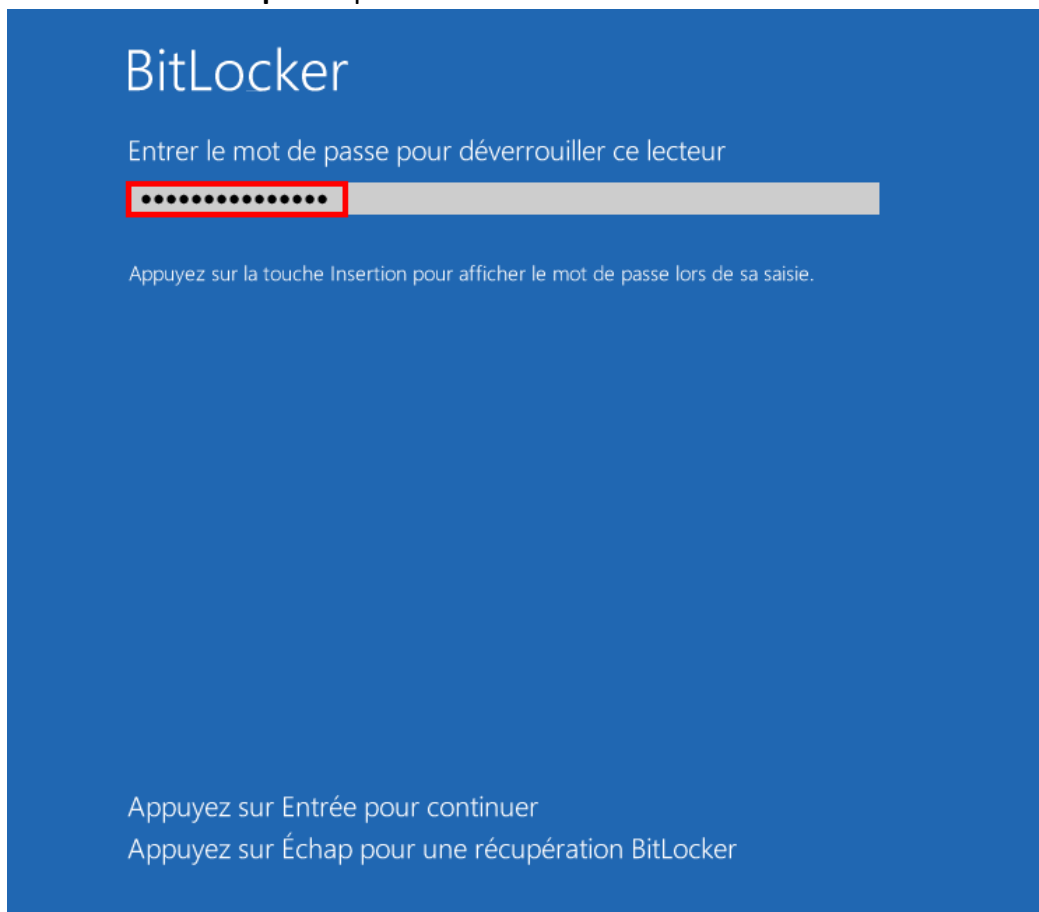 BitLocker
Entrer le mot de passe pour déverrouiller ce lecteur
•••••••••••••••
Appuyez sur la touche Insertion pour afficher le mot de passe lors de sa saisie.
Appuyez sur Entrée pour continuer
Appuyez sur Échap pour une récupération BitLocker